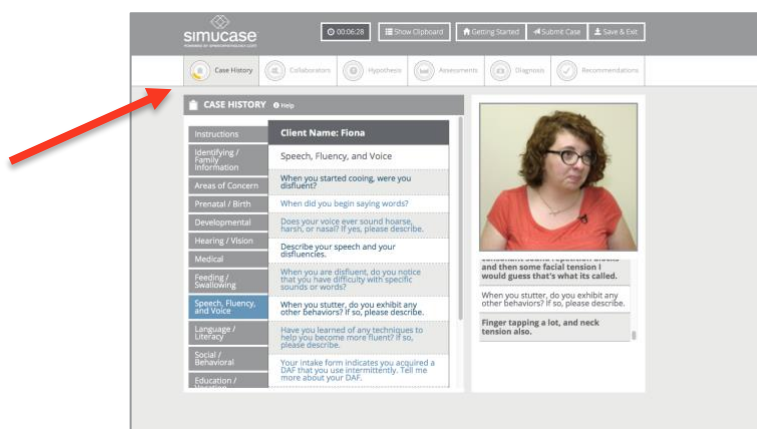 simucase
00:06:28
Show Clipboard
Getting Started
Submit Case
Save & Exit
Case History
Collaborators
Hypothesis
Assessments
Diagnosis
Recommendations
CASE HISTORY
Help
Instructions
Identifying /
Family
Information
Areas of Concern
Prenatal / Birth
Developmental
Hearing / Vision
Medical
Feeding /
Swallowing
Speech, Fluency,
and Voice
Language /
Literacy
Social /
Behavioral
Education /
Client Name: Fiona
Speech, Fluency, and Voice
When you started cooing, were you
disfluent?
When did you begin saying words?
Does your voice ever sound hoarse,
harsh, or nasal? If yes, please describe.
Describe your speech and your
disfluencies.
When you are disfluent, do you notice
that you have difficulty with specific
sounds or words?
When you stutter, do you exhibit any
other behaviors? If so, please describe.
Have you learned of any techniques to
help you become more fluent? If so,
please describe.
Your intake form indicates you acquired a
DAF that you use intermittently. Tell me
more about your DAF.
and then some facial tension I
would guess that's what its called.
When you stutter, do you exhibit any
other behaviors? If so, please describe.
Finger tapping a lot, and neck
tension also.